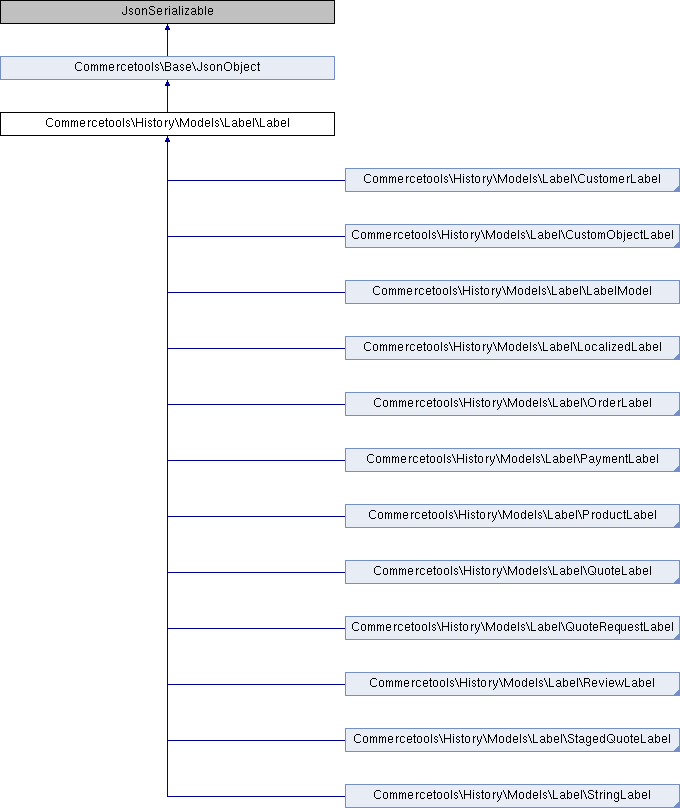 JsonSerializable
Commercetools\Base\JsonObject
Commercetools\History\Models\Label\Label
Commercetools\History\Models\Label\CustomerLabel
Commercetools\History\Models\Label\CustomObjectLabel
Commercetools\History\Models\Label\LabelModel
Commercetools\History\Models\Label\LocalizedLabel
Commercetools\History\Models\Label\OrderLabel
Commercetools\History\Models\Label\PaymentLabel
Commercetools\History\Models\Label\ProductLabel
Commercetools\History\Models\Label\QuoteLabel
Commercetools\History\Models\Label\QuoteRequestLabel
Commercetools\History\Models\Label\ReviewLabel
Commercetools\History\Models\Label\StagedQuoteLabel
Commercetools\History\Models\Label\StringLabel